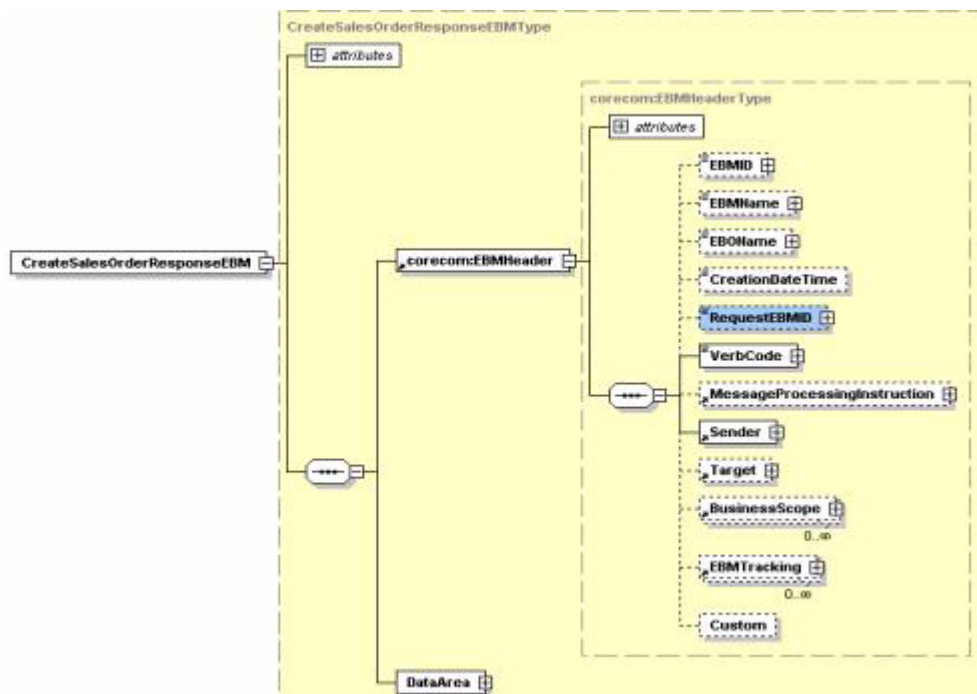 CreateSalesOrderResponseEBMType
attributes
corecom:EBMHeaderType
attributes
EBMID
EBMName
EBOName
CreationDateTime
CreateSalesOrderResponseEBM
corecom:EBMHeader
RequestEBMID
VerbCode
MessageProcessingInstruction
Sender
Target
BusinessScope
0..∞
EBMTracking
0..∞
Custom
DataArea